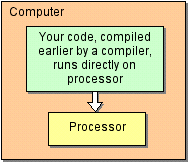 Computer
Your code, compiled
earlier by a compiler,
runs directly on
processor
Processor